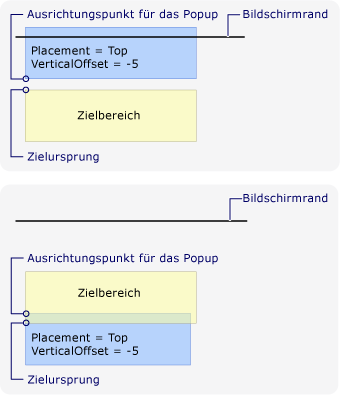 Ausrichtungspunkt für das Popup
Bildschirmrand
Placement = Top
VerticalOffset = -5
Zielbereich
Zielursprung
Bildschirmrand
Ausrichtungspunkt für das Popup
Zielbereich
Placement = Top
VerticalOffset = -5
Zielursprung